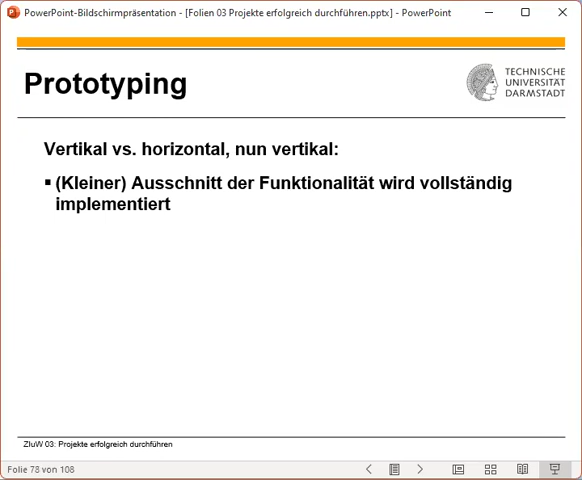 PowerPoint-Bildschirmpräsentation - [Folien 03 Projekte erfolgreich durchführen.pptx] - PowerPoint
Prototyping
TECHNISCHE
UNIVERSITÄT
DARMSTADT
Vertikal vs. horizontal, nun vertikal:
▪ (Kleiner) Ausschnitt der Funktionalität wird vollständig
implementiert
ZIuW 03: Projekte erfolgreich durchführen
Folie 78 von 108